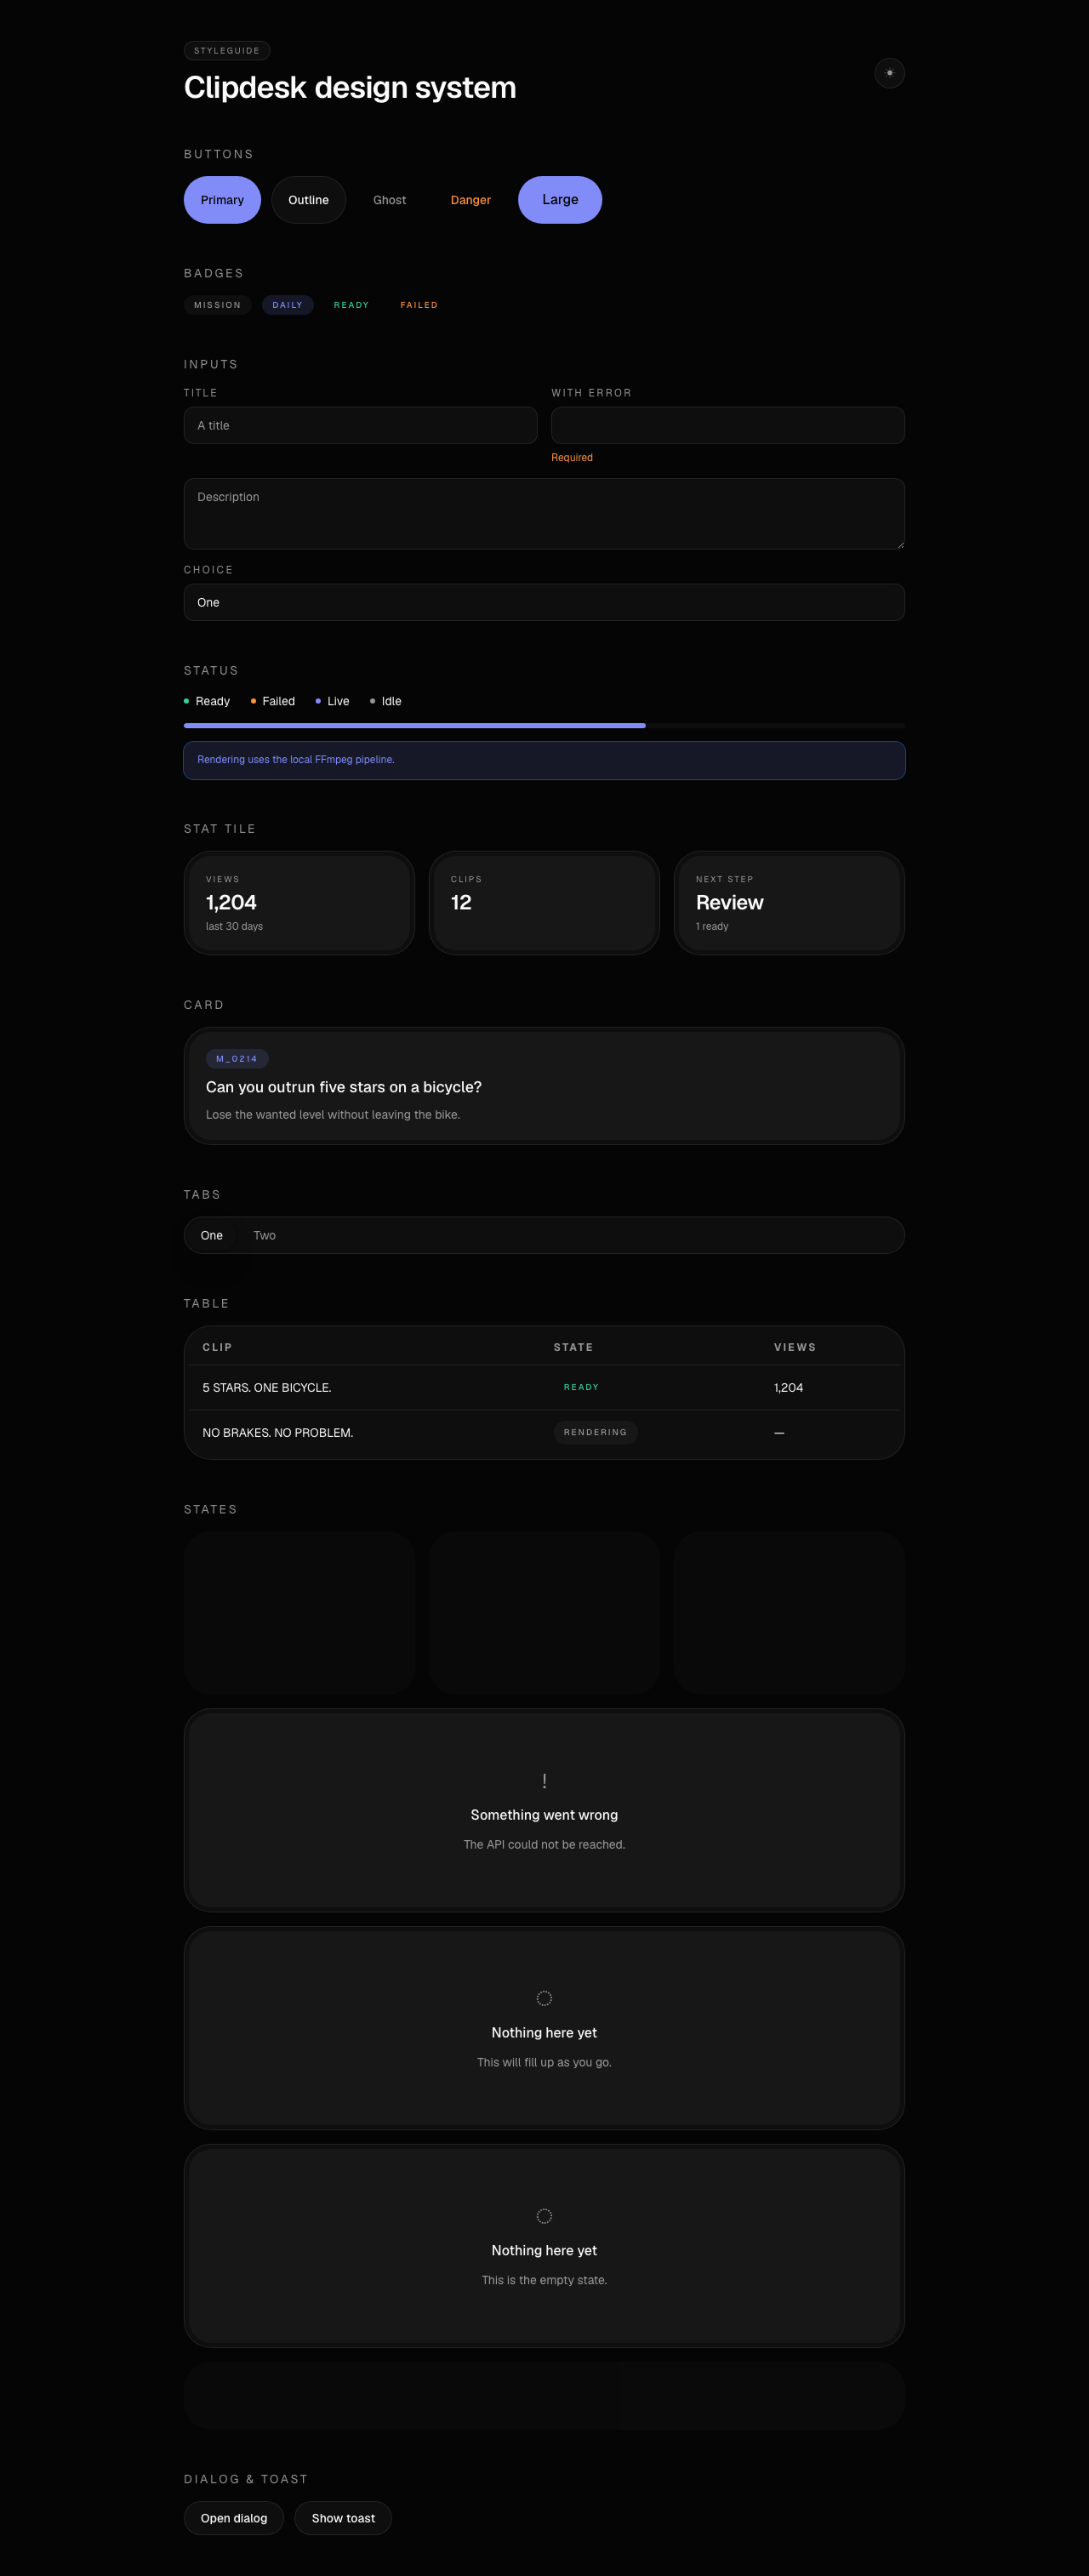 STYLEGUIDE
Clipdesk design system
BUTTONS
Primary Outline Ghost Danger Large
BADGES
MISSION DAILY READY FAILED
INPUTS
TITLE WITH ERROR
A title
Required
Description
CHOICE
One
STATUS
Ready Failed Live Idle
Rendering uses the local FFmpeg pipeline.
STAT TILE
VIEWS CLIPS NEXT STEP
1,204 12 Review
last 30 days 1 ready
CARD
M_0214
Can you outrun five stars on a bicycle?
Lose the wanted level without leaving the bike.
TABS
One Two
TABLE
CLIP STATE VIEWS
5 STARS. ONE BICYCLE. READY 1,204
NO BRAKES. NO PROBLEM. RENDERING —
STATES
!
Something went wrong
The API could not be reached.
Nothing here yet
This will fill up as you go.
Nothing here yet
This is the empty state.
DIALOG & TOAST
Open dialog Show toast